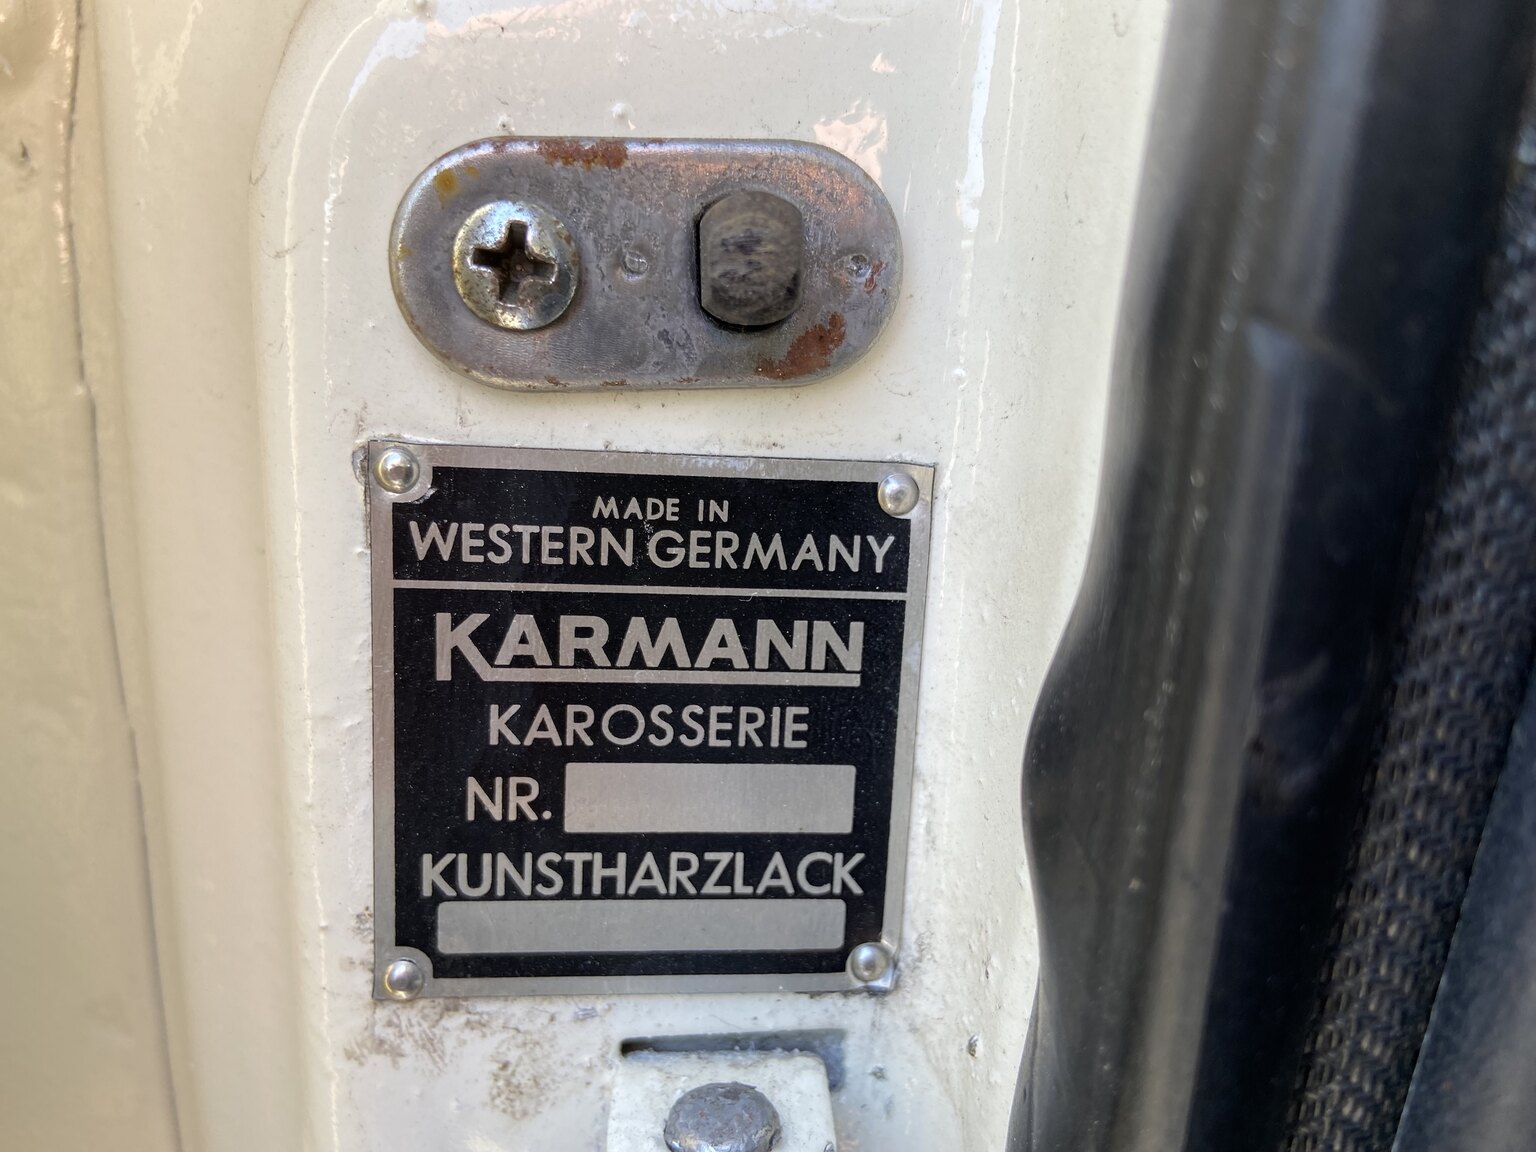 MADE IN
WESTERN GERMANY
KARMANN
KAROSSERIE
NR.
KUNSTHARZLACK